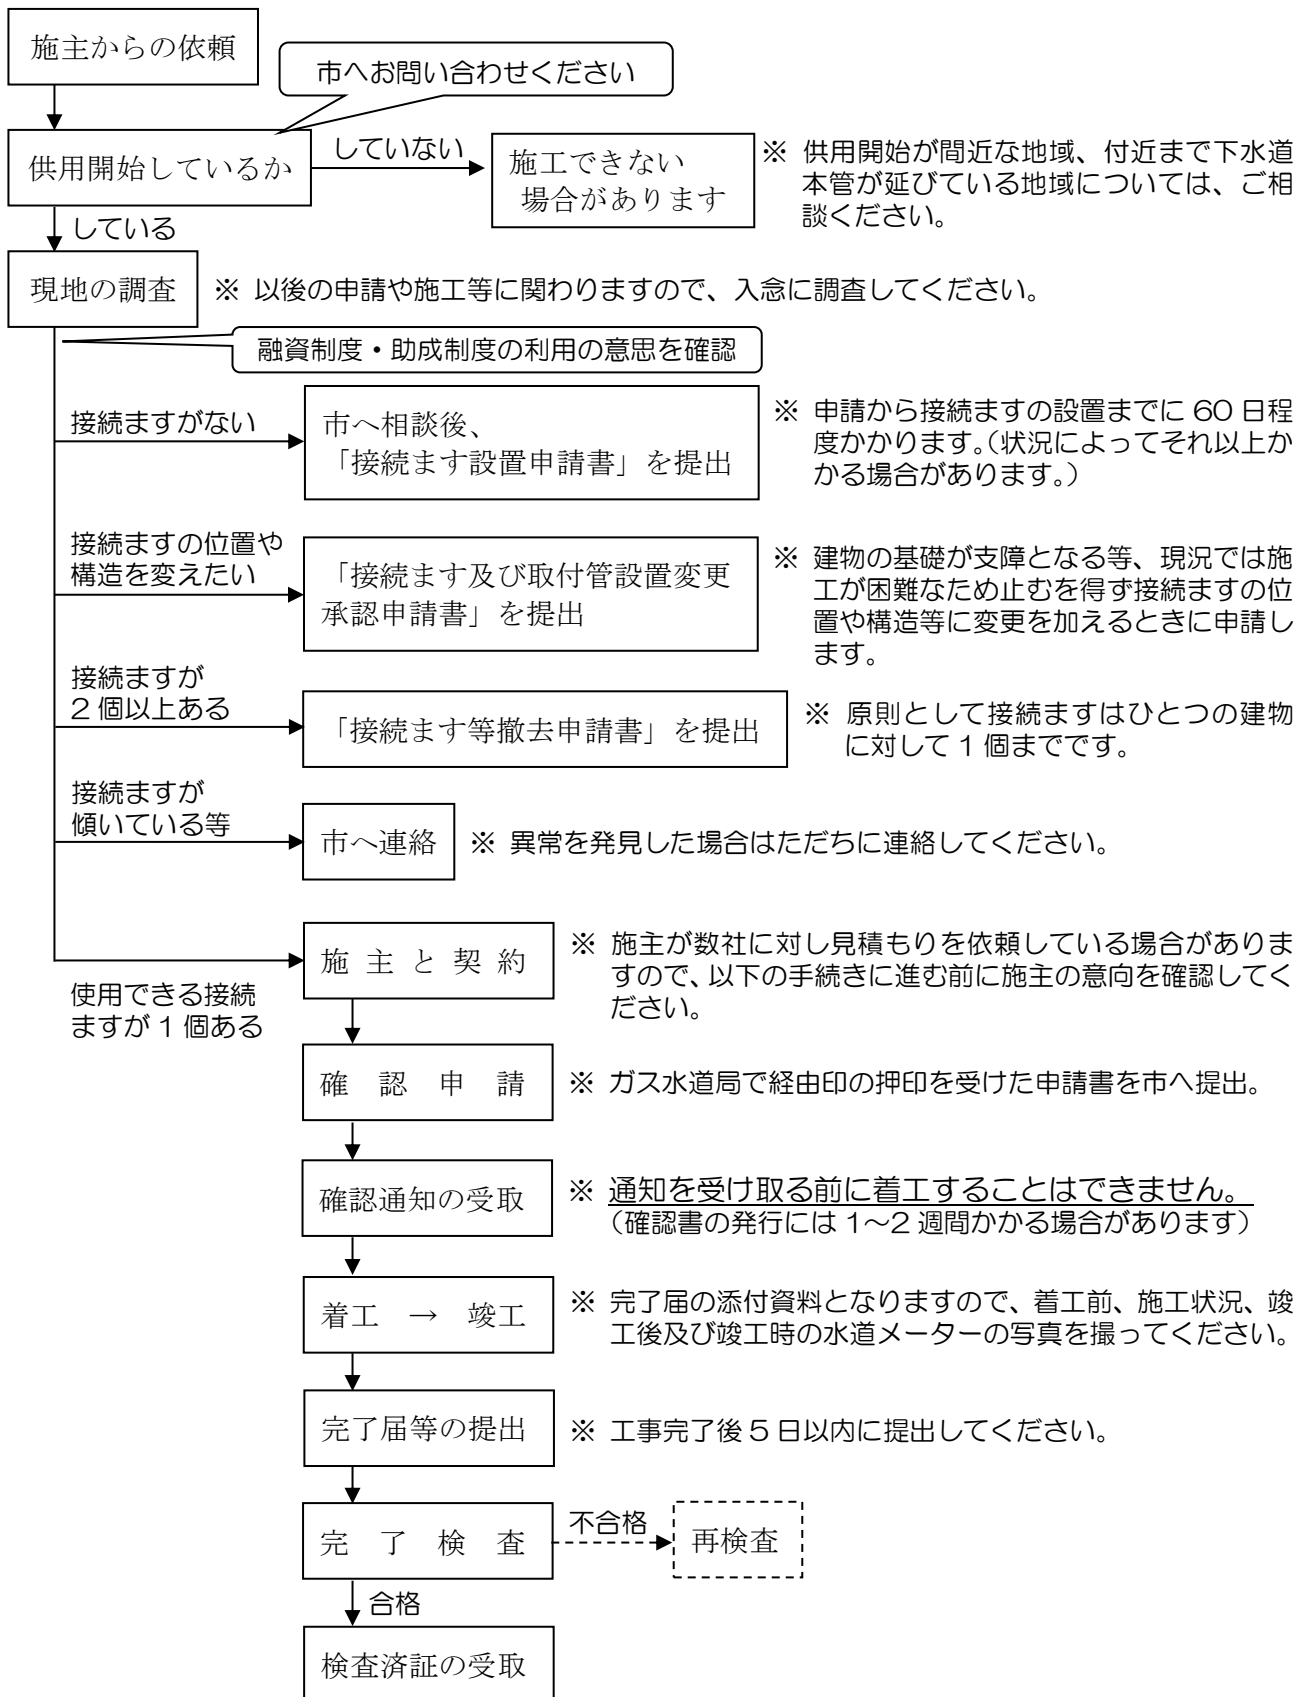 施主からの依頼
市へお問い合わせください
供用開始しているか
していない
施工できない
場合があります
※ 供用開始が間近な地域、付近まで下水道
本管が延びている地域については、ご相
談ください。
している
現地の調査
※ 以後の申請や施工等に関わりますので、入念に調査してください。
融資制度・助成制度の利用の意思を確認
接続ますがない
市へ相談後、
「接続ます設置申請書」を提出
※ 申請から接続ますの設置までに 60 日程
度かかります。（状況によってそれ以上か
かる場合があります。）
接続ますの位置や
構造を変えたい
「接続ます及び取付管設置変更
承認申請書」を提出
※ 建物の基礎が支障となる等、現況では施
工が困難なため止むを得ず接続ますの位
置や構造等に変更を加えるときに申請し
ます。
接続ますが
2 個以上ある
「接続ます等撤去申請書」を提出
※ 原則として接続ますはひとつの建物
に対して 1 個までです。
接続ますが
傾いている等
市へ連絡
※ 異常を発見した場合はただちに連絡してください。
使用できる接続
ますが 1 個ある
施主と契約
※ 施主が数社に対し見積もりを依頼している場合がありま
すので、以下の手続きに進む前に施主の意向を確認してく
ださい。
確認申請
※ ガス水道局で経由印の押印を受けた申請書を市へ提出。
確認通知の受取
※ 通知を受け取る前に着工することはできません。
（確認書の発行には 1～2 週間かかる場合があります）
着工 → 竣工
※ 完了届の添付資料となりますので、着工前、施工状況、竣
工後及び竣工時の水道メーターの写真を撮ってください。
完了届等の提出
※ 工事完了後 5 日以内に提出してください。
完了検査
不合格
再検査
合格
検査済証の受取